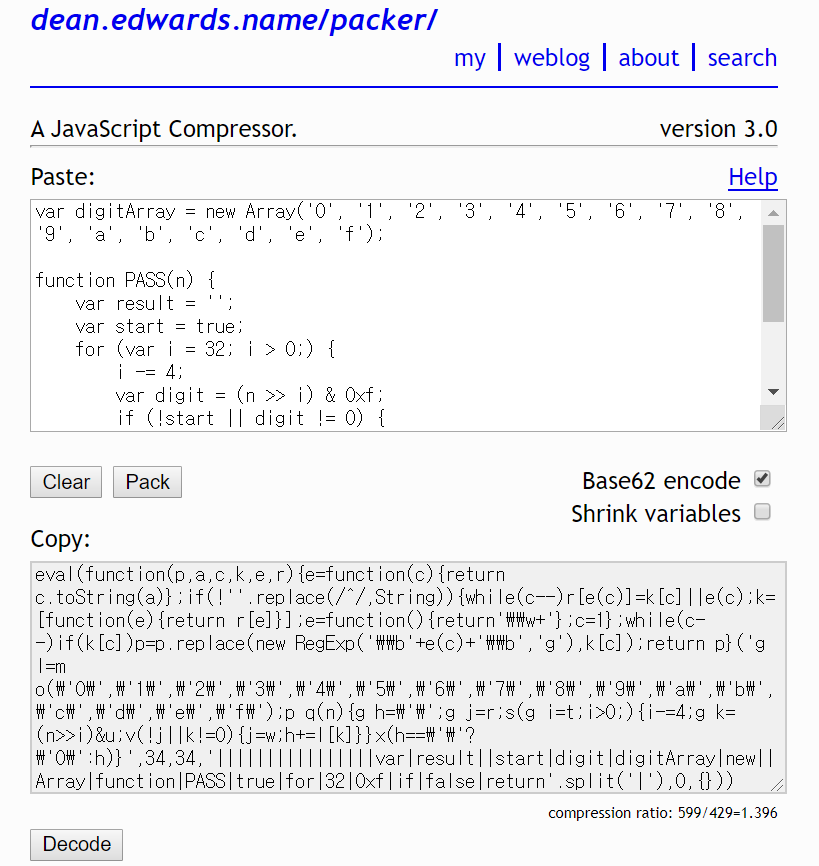 dean.edwards.name/packer/
my | weblog | about | search
A JavaScript Compressor. version 3.0
Paste: Help
var digitArray = new Array('0', '1', '2', '3', '4', '5', '6', '7', '8',
'9', 'a', 'b', 'c', 'd', 'e', 'f');
function PASS(n) {
var result = '';
var start = true;
for (var i = 32; i > 0;) {
i -= 4;
var digit = (n >> i) & 0xf;
if (!start || digit != 0) {
Clear Pack Base62 encode
Shrink variables
Copy:
eval(function(p,a,c,k,e,r){e=function(c){return
c.toString(a)};if(!''.replace(/^/,String)){while(c--)r[e(c)]=k[c]||e(c);k=
[function(e){return r[e]}];e=function(){return'₩₩w+'};c=1};while(c-
-)if(k[c])p=p.replace(new RegExp('₩₩b'+e(c)+'₩₩b','g'),k[c]);return p}('g
l=m
o(₩'0₩',₩'1₩',₩'2₩',₩'3₩',₩'4₩',₩'5₩',₩'6₩',₩'7₩',₩'8₩',₩'9₩',₩'a₩',₩'b₩',
₩'c₩',₩'d₩',₩'e₩',₩'f₩');p q(n){g h=₩'₩';g j=r;s(g i=t;i>0;){i-=4;g k=
(n>>i)&u;v(!j||k!=0){j=w;h+=l[k]}}x(h==₩'₩'?
₩'0₩':h)}',34,34,'||||||||||||||||var|result||start|digit|digitArray|new||
Array|function|PASS|true|for|32|0xf|if|false|return'.split('|'),0,{}))
compression ratio: 599/429=1.396
Decode